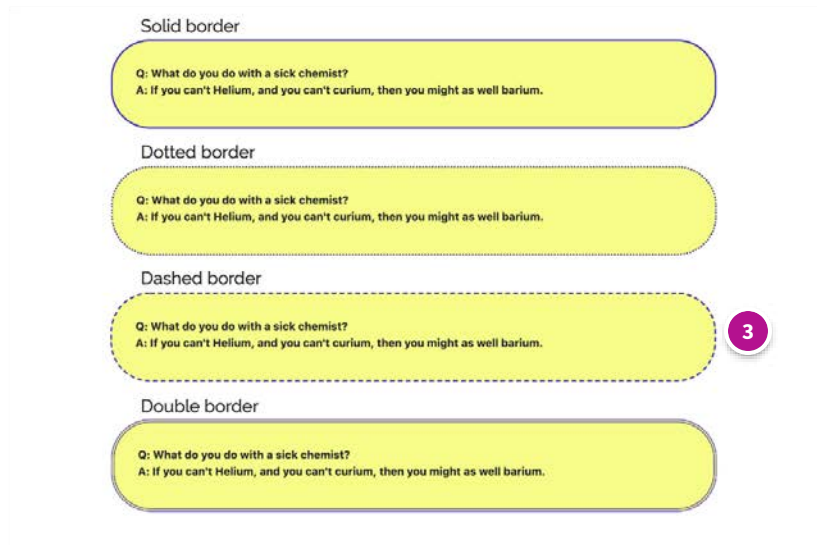 Solid border
Q: What do you do with a sick chemist?
A: If you can't Helium, and you can't curium, then you might as well barium.
Dotted border
Q: What do you do with a sick chemist?
A: If you can't Helium, and you can't curium, then you might as well barium.
Dashed border
Q: What do you do with a sick chemist?
A: If you can't Helium, and you can't curium, then you might as well barium.
3
Double border
Q: What do you do with a sick chemist?
A: If you can't Helium, and you can't curium, then you might as well barium.